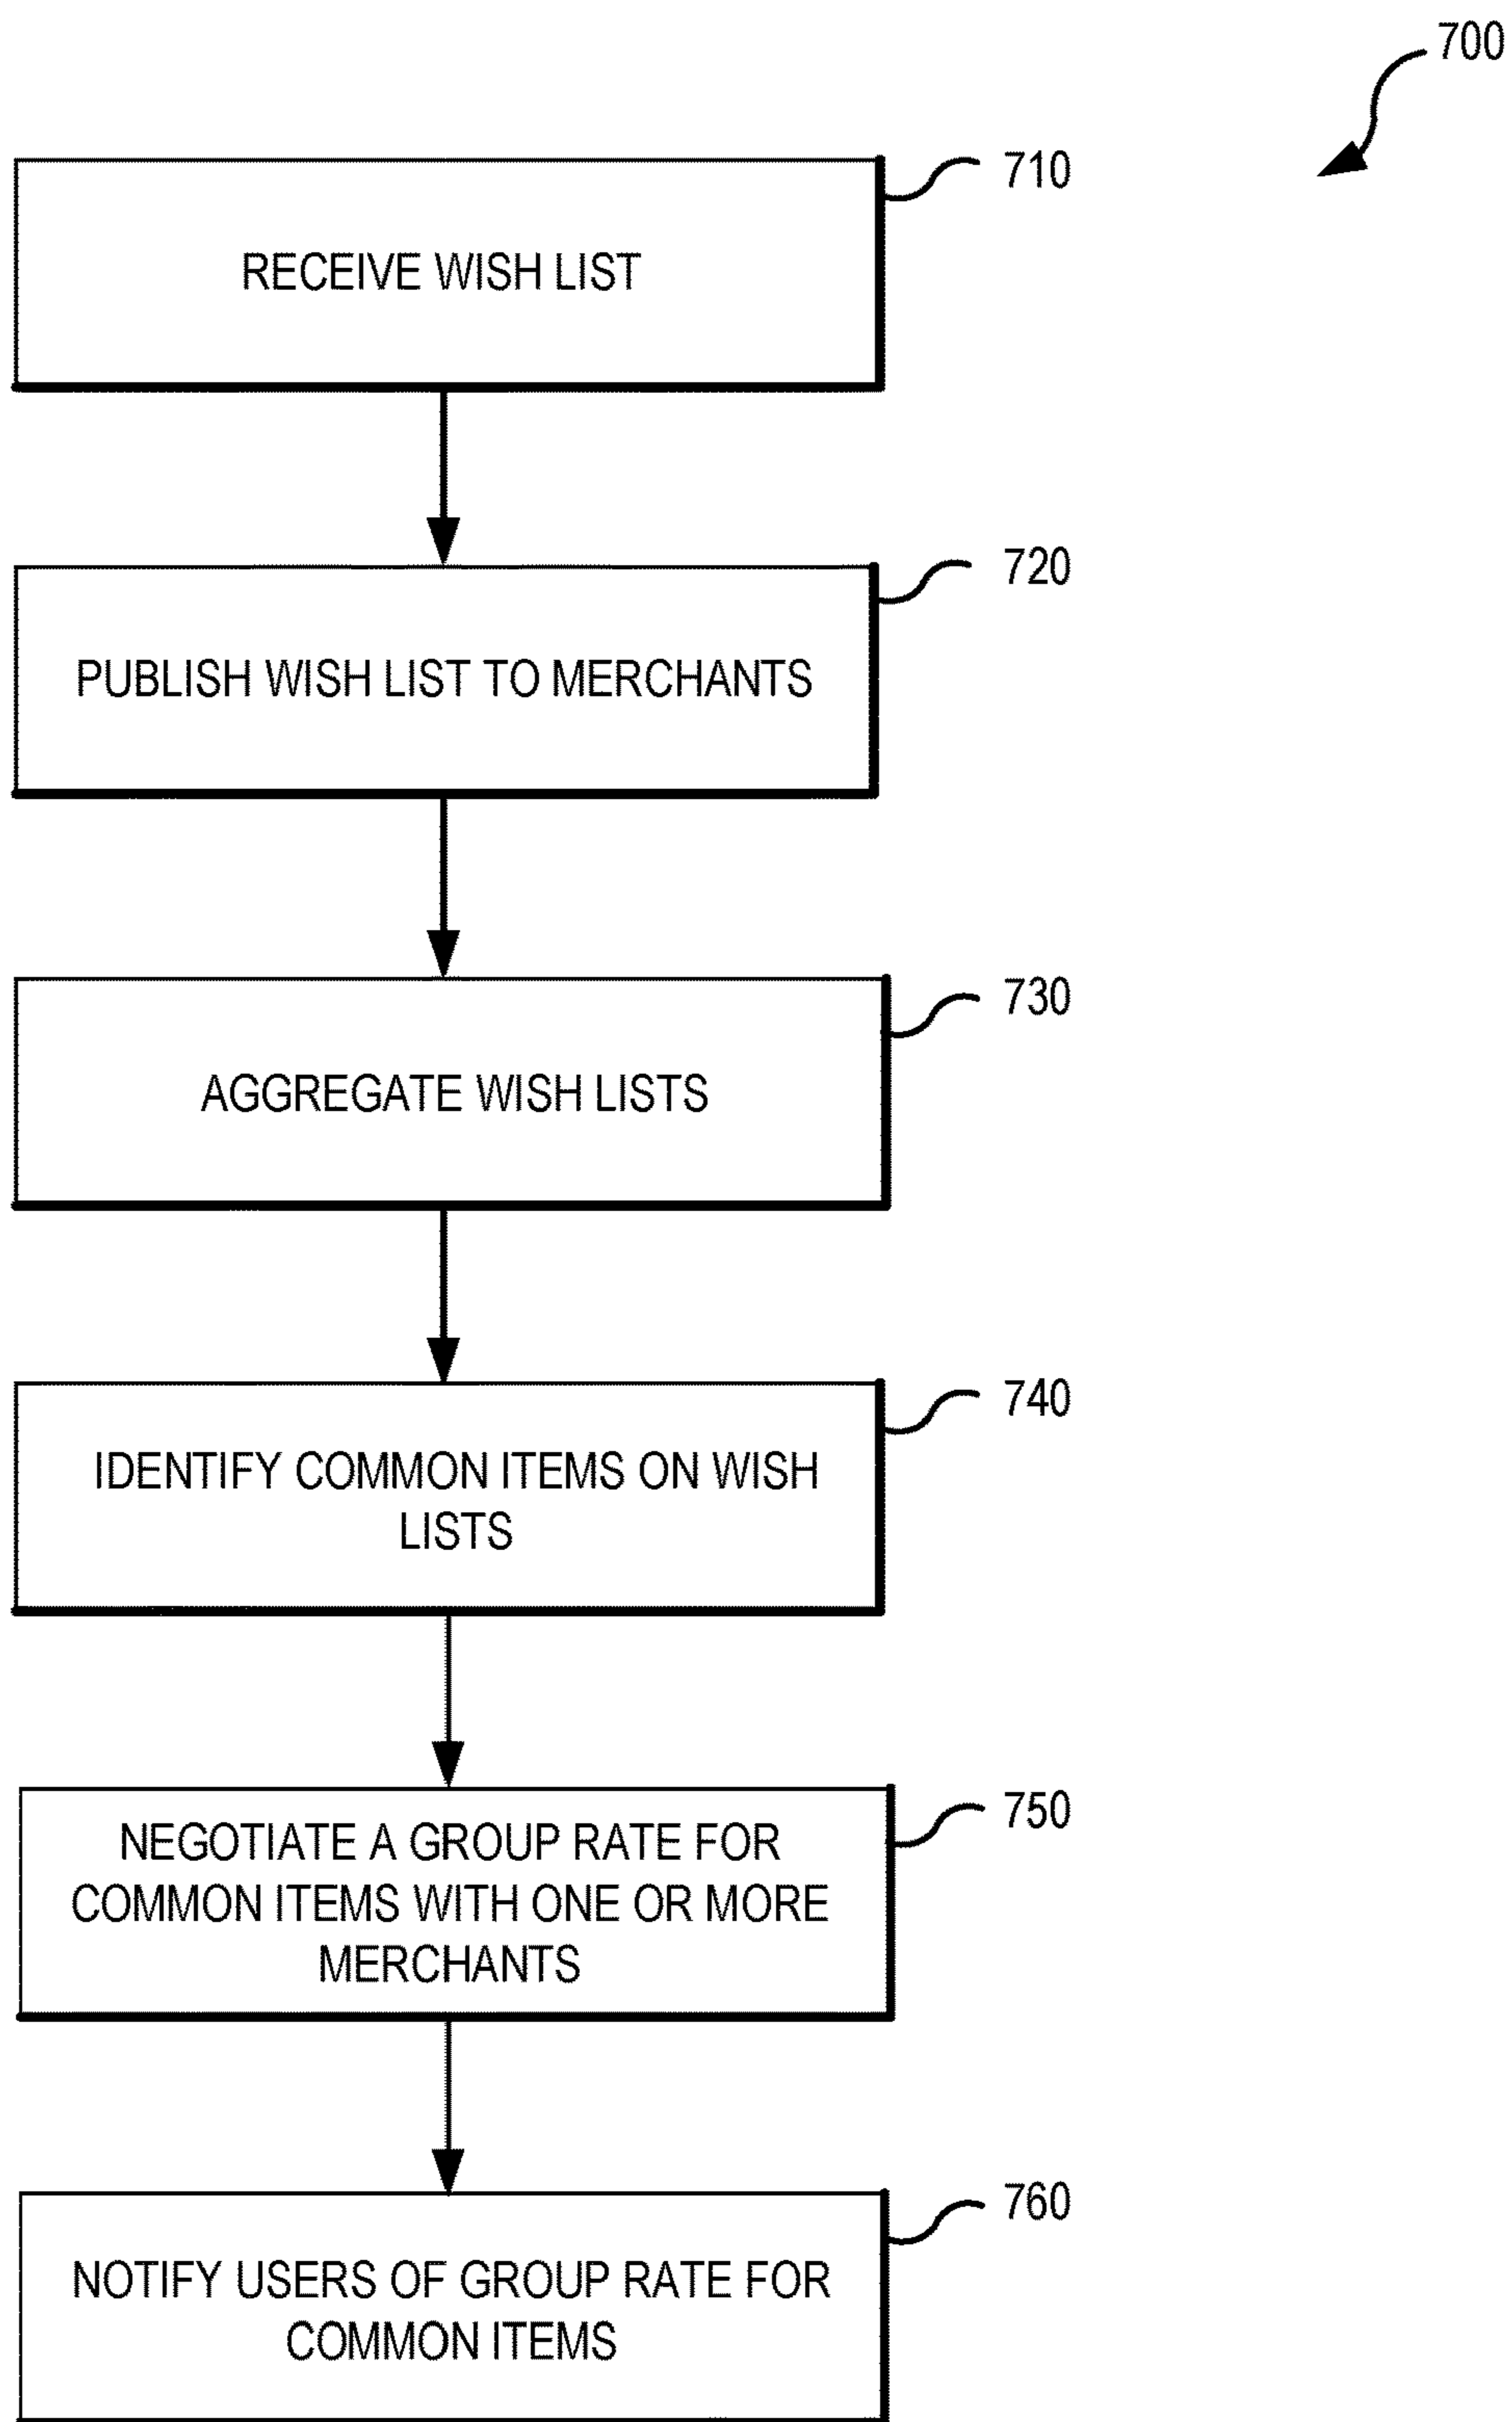 700
710
RECEIVE WISH LIST
720
PUBLISH WISH LIST TO MERCHANTS
730
AGGREGATE WISH LISTS
740
IDENTIFY COMMON ITEMS ON WISH
LISTS
750
NEGOTIATE A GROUP RATE FOR
COMMON ITEMS WITH ONE OR MORE
MERCHANTS
760
NOTIFY USERS OF GROUP RATE FOR
COMMON ITEMS